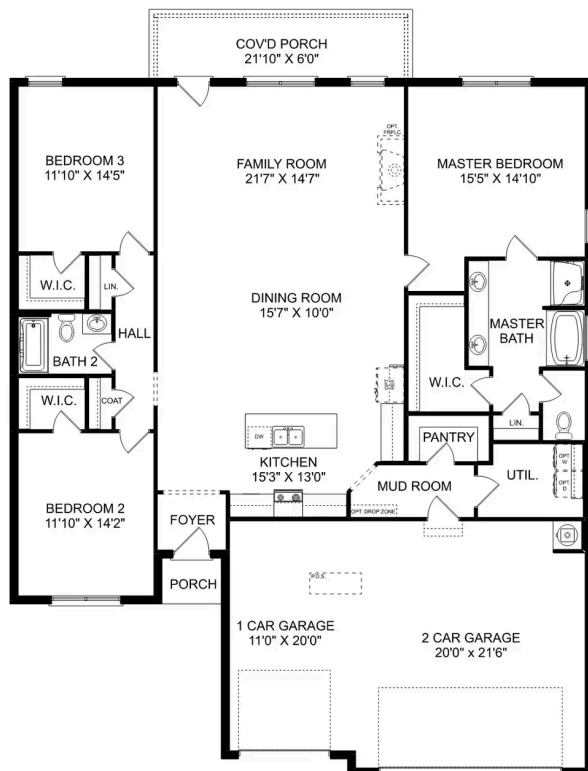 COV'D PORCH
21'10" X 6'0"
OPT.
FRPLC.
BEDROOM 3
11'10" X 14'5"
FAMILY ROOM
21'7" X 14'7"
MASTER BEDROOM
15'5" X 14'10"
W.I.C.
LIN.
DINING ROOM
15'7" X 10'0"
HALL
MASTER
BATH
BATH 2
W.I.C.
W.I.C.
COAT
LIN.
DW
PANTRY
KITCHEN
15'3" X 13'0"
UTIL.
OPT
W
OPT
D
MUD ROOM
BEDROOM 2
11'10" X 14'2"
OPT. DROP ZONE
FOYER
PORCH
P.D.S.
1 CAR GARAGE
11'0" X 20'0"
2 CAR GARAGE
20'0" x 21'6"